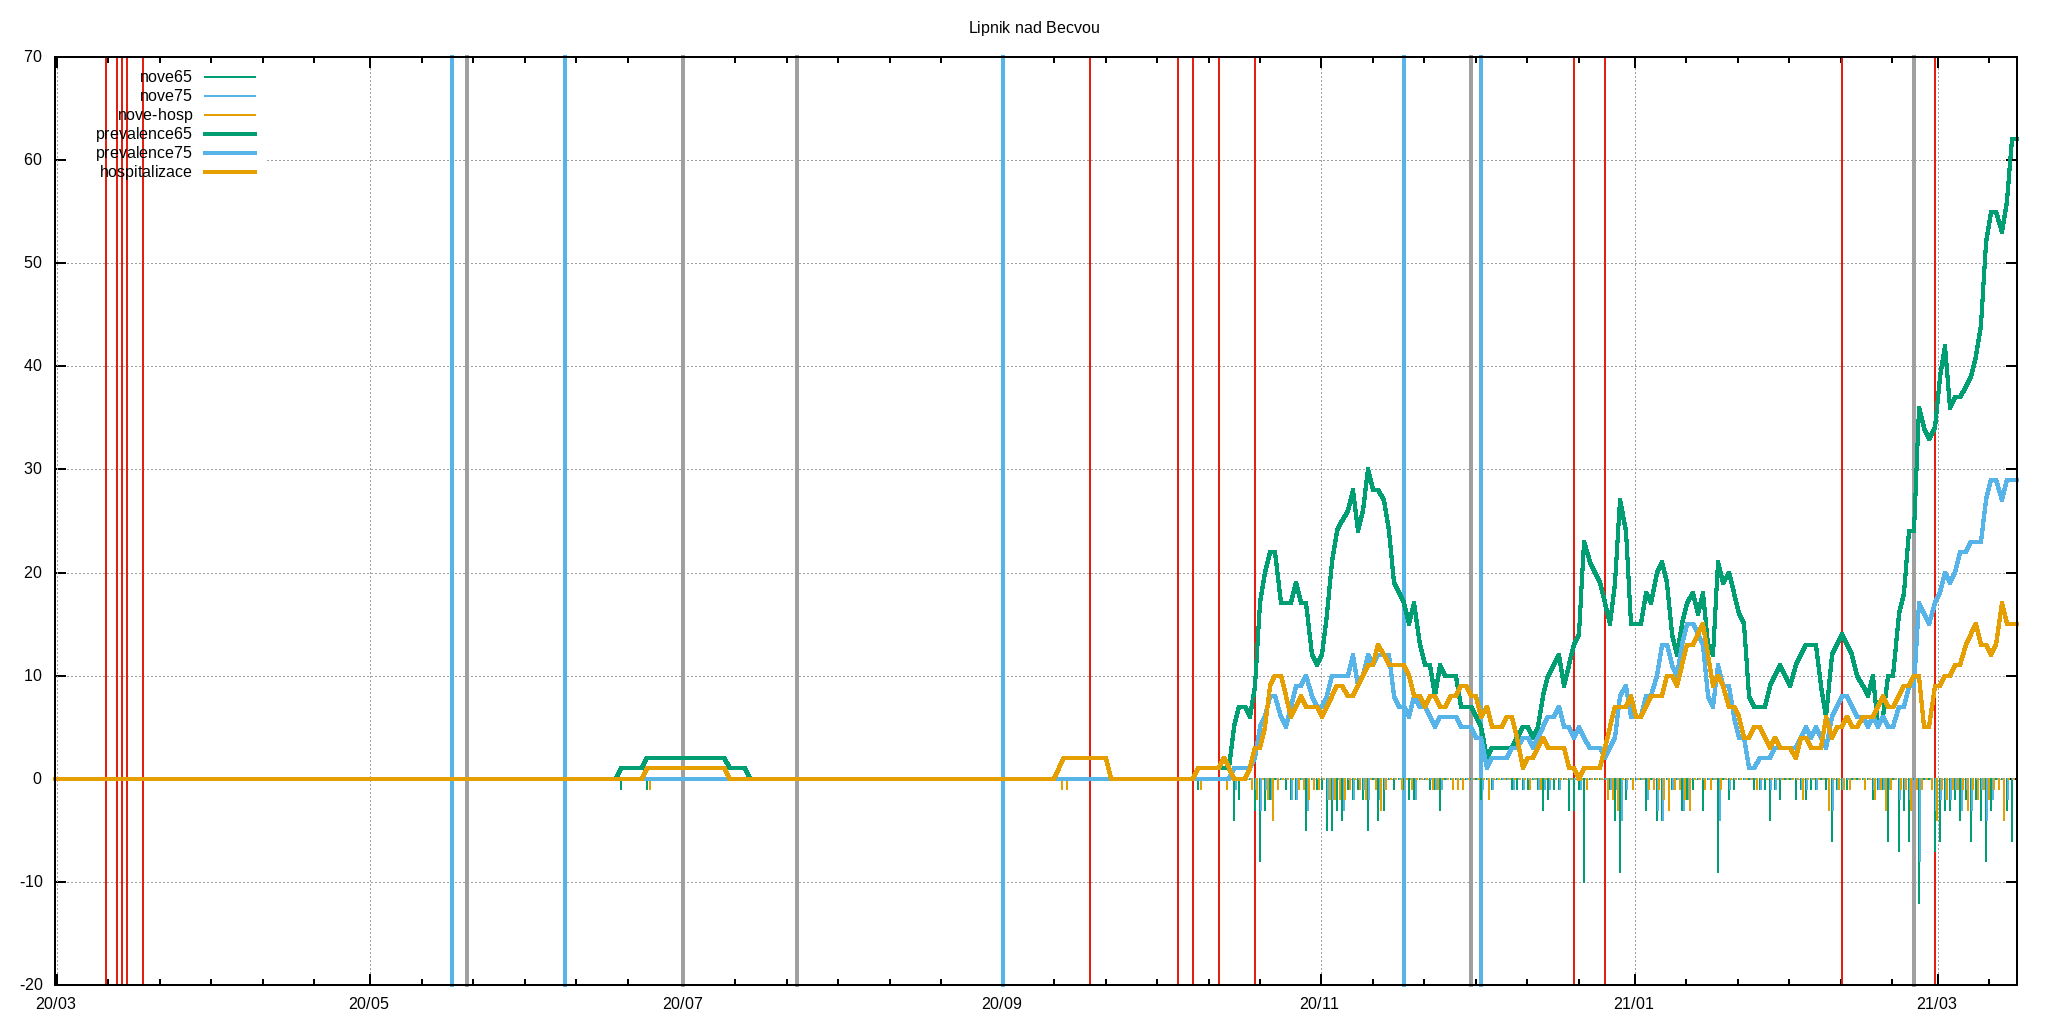 Lipnik nad Becvou
70
60
50
40
30
20
10
0
-10
-20
nove65
nove75
nove-hosp
prevalence65
prevalence75
hospitalizace
20/03 20/05 20/07 20/09 20/11 21/01 21/03